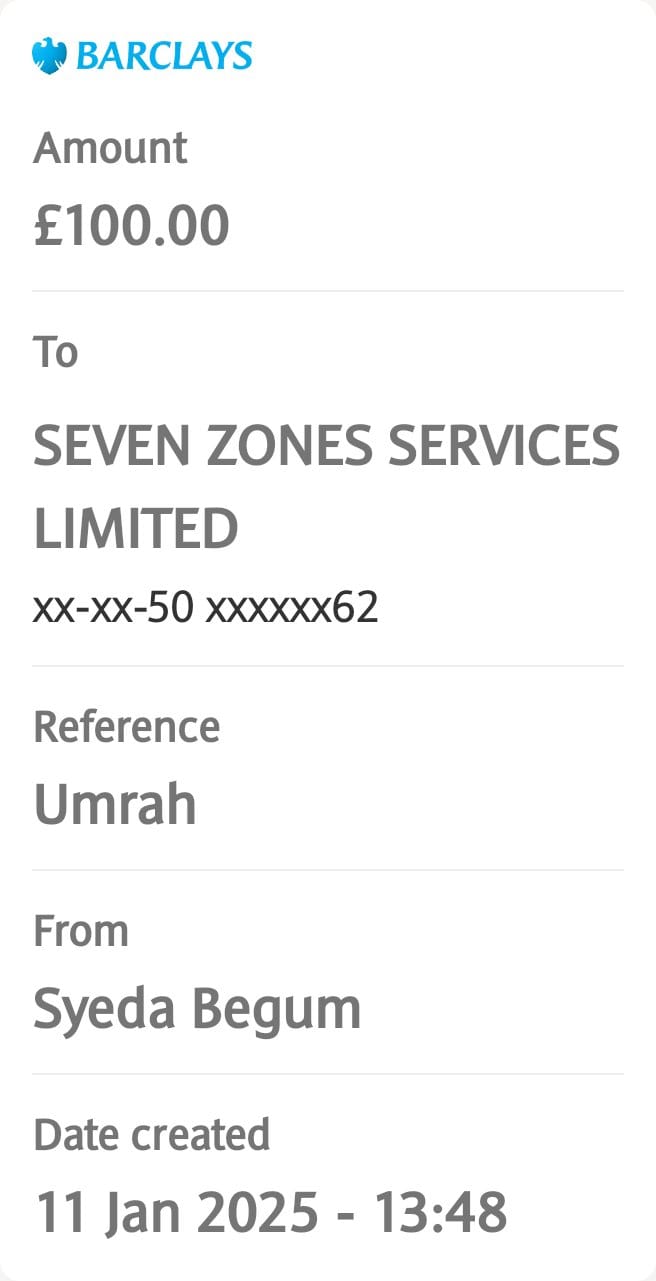 BARCLAYS
Amount
£100.00
To
SEVEN ZONES SERVICES
LIMITED
xx-xx-50 xxxxxx62
Reference
Umrah
From
Syeda Begum
Date created
11 Jan 2025 - 13:48